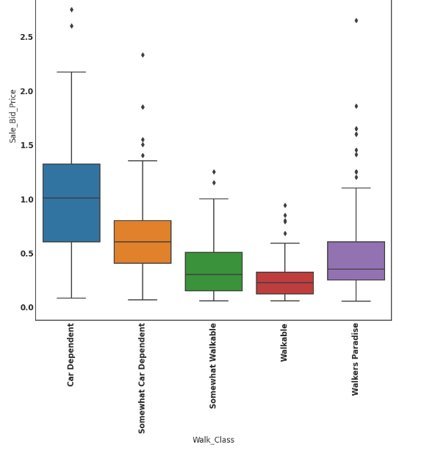 2.5
2.0
1.5
1.0
0.5
0.0
Sale_Bid_Price
Car Dependent
Somewhat Car Dependent
Somewhat Walkable
Walkable
Walkers Paradise
Walk_Class